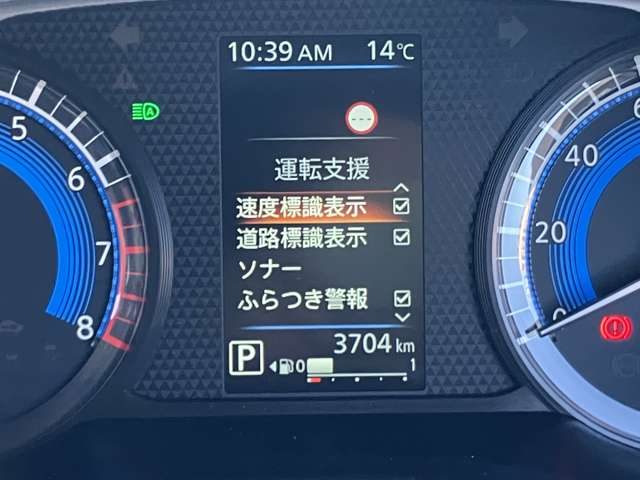 10:39 AM 14℃
---
運転支援
速度標識表示
道路標識表示
ソナー
ふらつき警報
3704 km
P 0 1
5
6
7
8
A
40
20
0